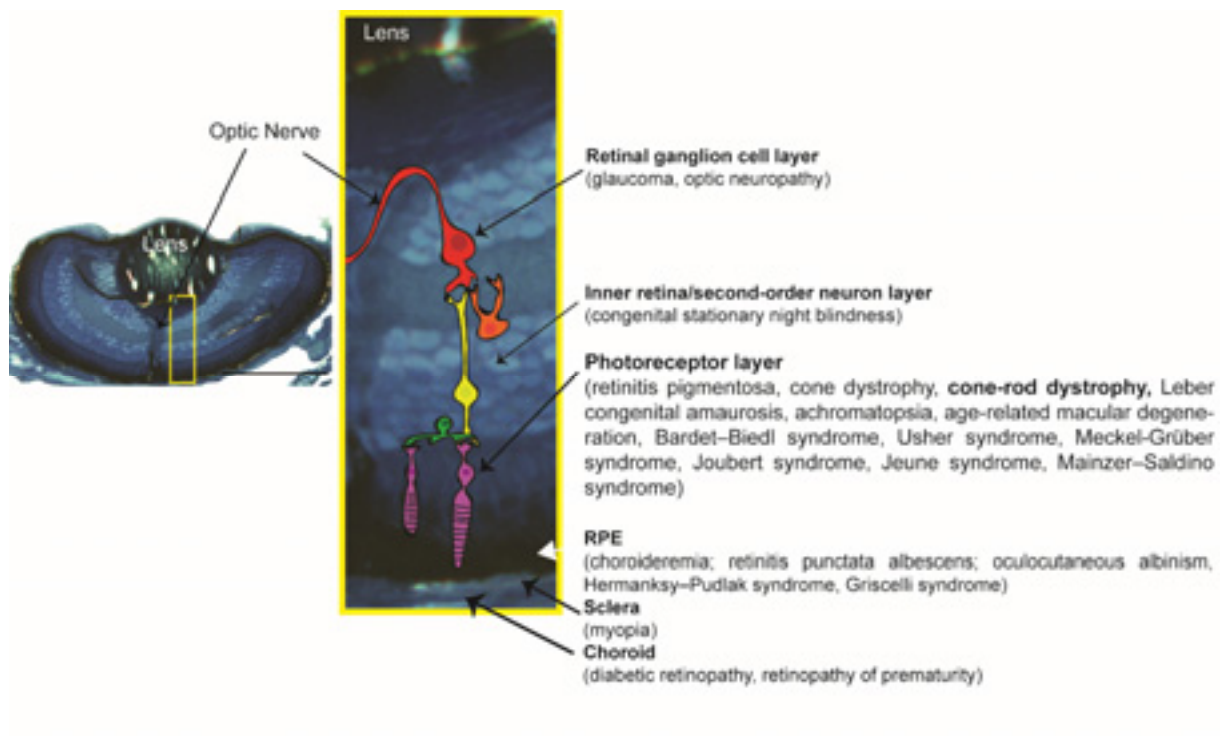 Lens
Optic Nerve
Lens
Retinal ganglion cell layer
(glaucoma, optic neuropathy)
Inner retina/second-order neuron layer
(congenital stationary night blindness)
Photoreceptor layer
(retinitis pigmentosa, cone dystrophy, cone-rod dystrophy, Leber
congenital amaurosis, achromatopsia, age-related macular degene-
ration, Bardet–Biedl syndrome, Usher syndrome, Meckel-Grüber
syndrome, Joubert syndrome, Jeune syndrome, Mainzer–Saldino
syndrome)
RPE
(choroideremia; retinitis punctata albescens; oculocutaneous albinism,
Hermanksy–Pudlak syndrome, Griscelli syndrome)
Sclera
(myopia)
Choroid
(diabetic retinopathy, retinopathy of prematurity)